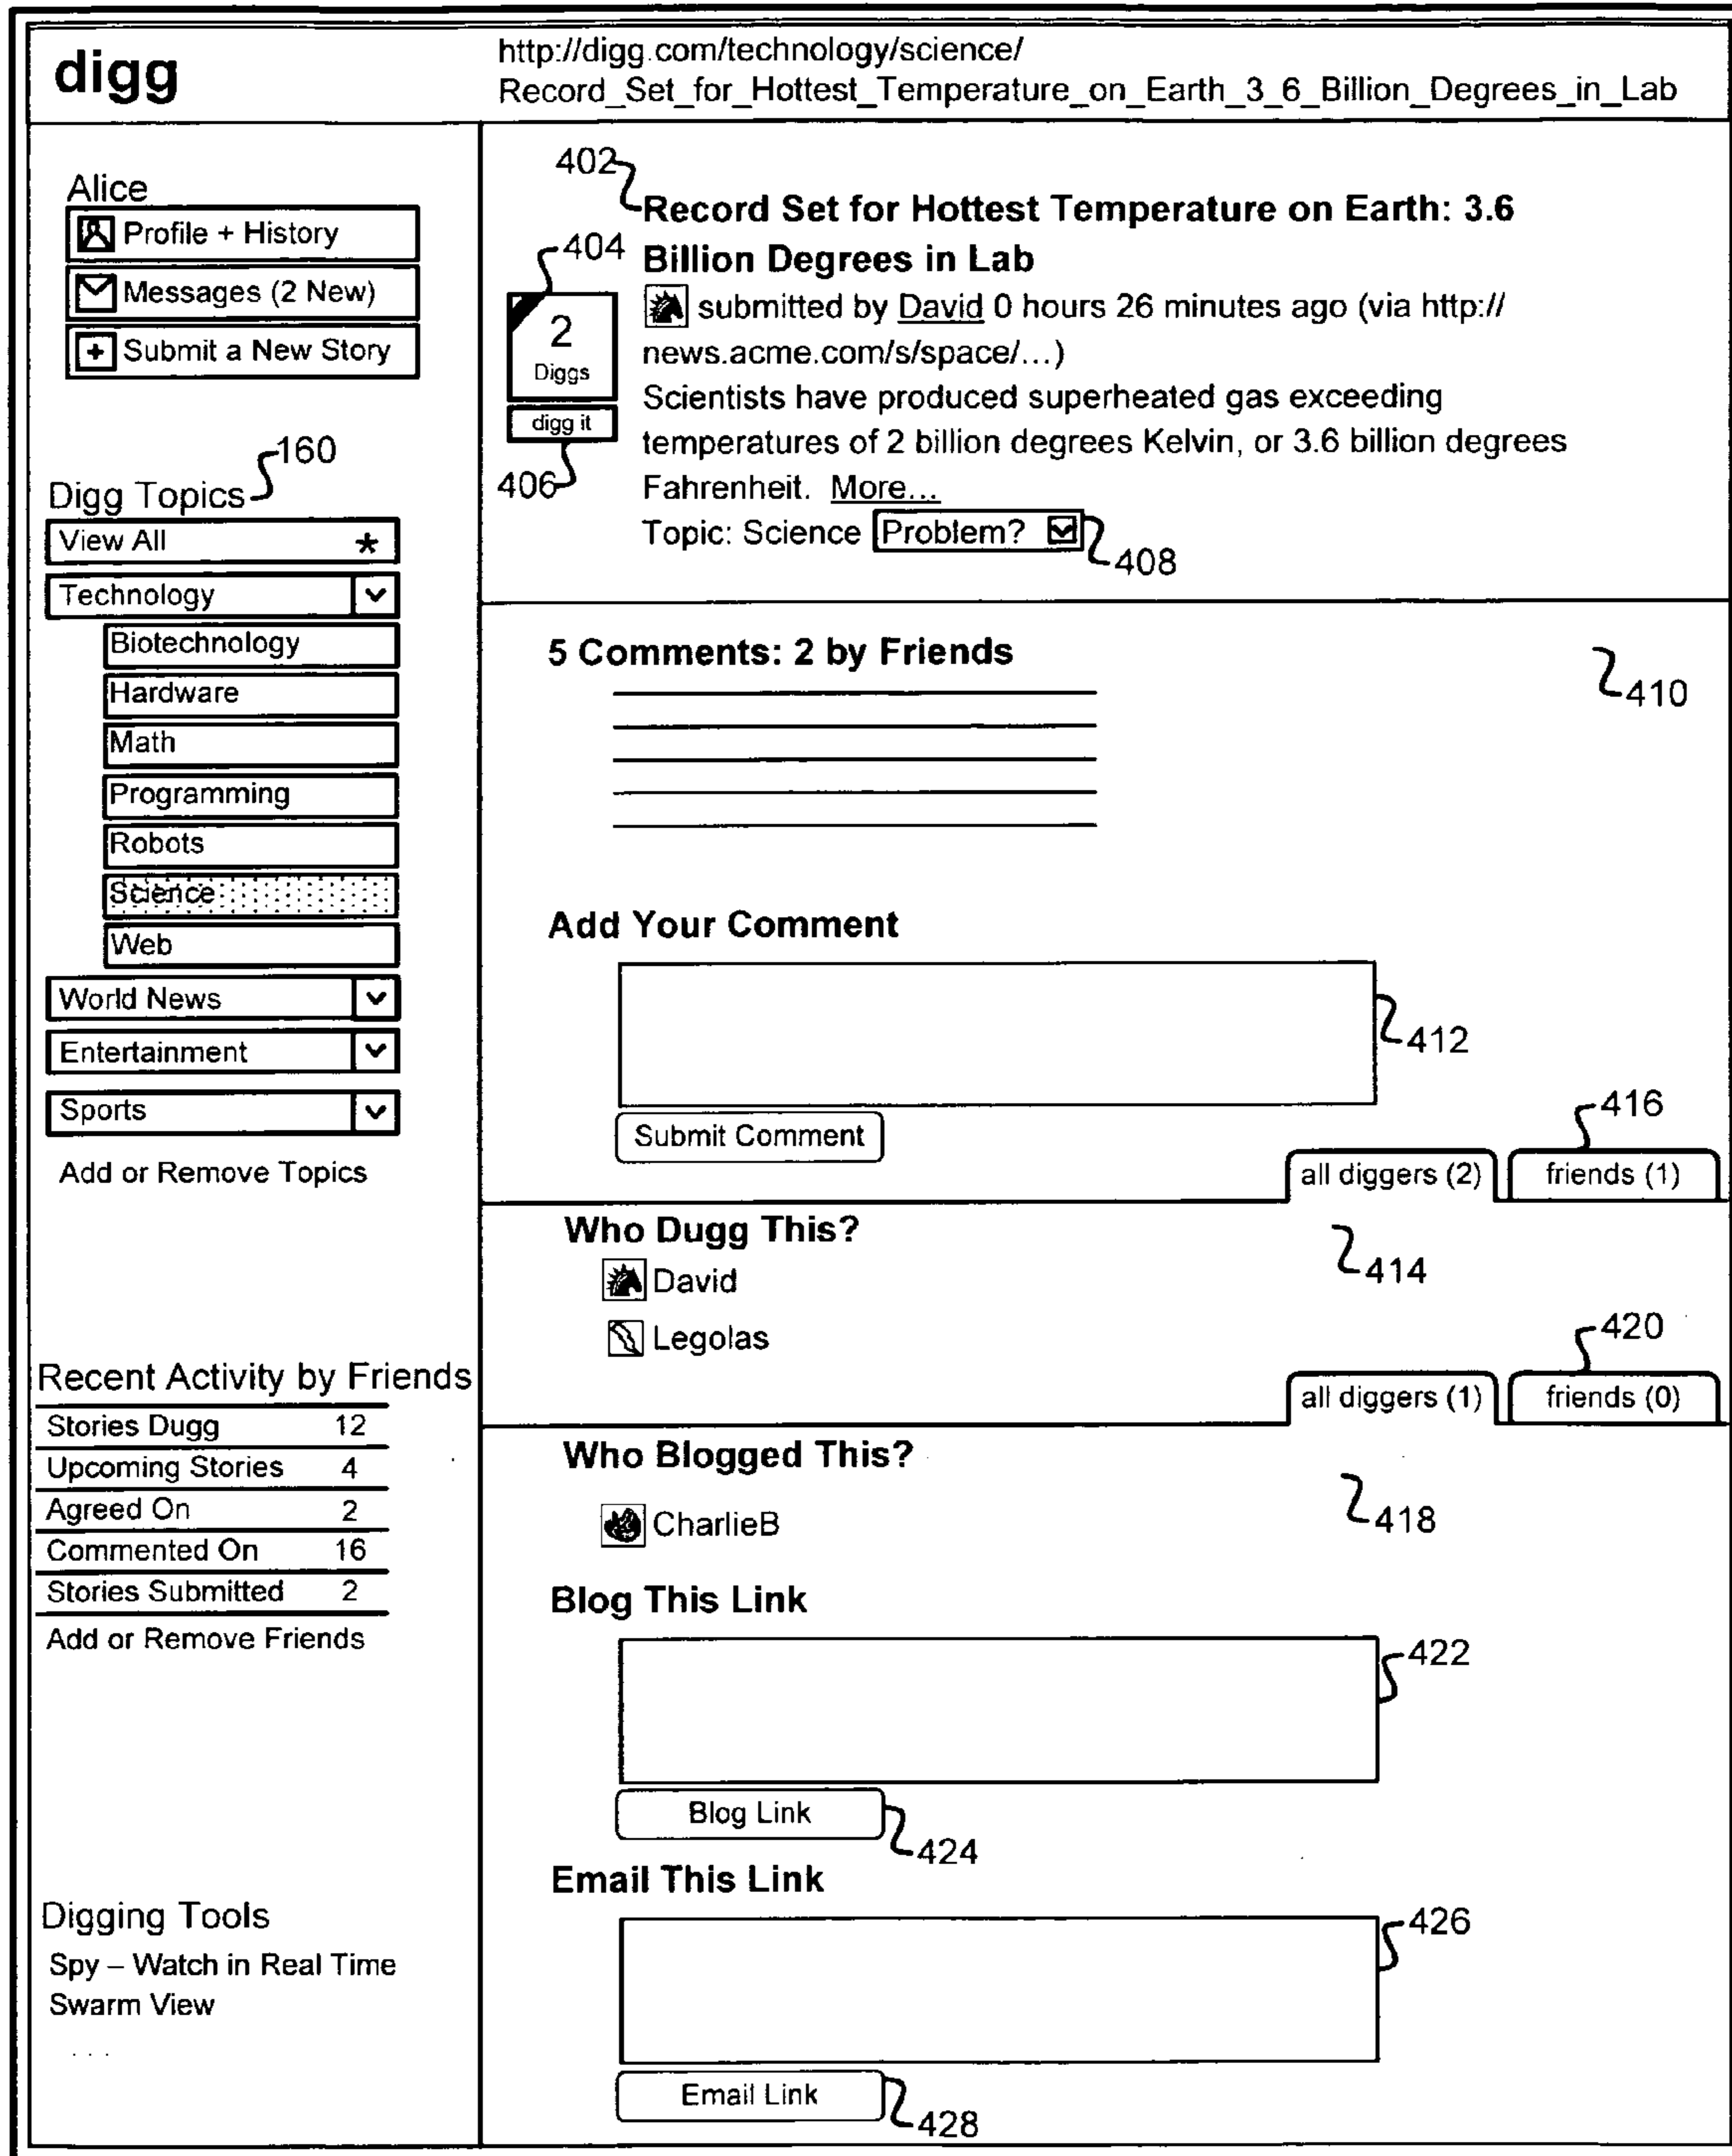 digg
http://digg.com/technology/science/
Record_Set_for_Hottest_Temperature_on_Earth_3_6_Billion_Degrees_in_Lab
Alice
Profile + History
Messages (2 New)
Submit a New Story
160
Digg Topics
View All *
Technology
Biotechnology
Hardware
Math
Programming
Robots
Science
Web
World News
Entertainment
Sports
Add or Remove Topics
Recent Activity by Friends
Stories Dugg 12
Upcoming Stories 4
Agreed On 2
Commented On 16
Stories Submitted 2
Add or Remove Friends
Digging Tools
Spy – Watch in Real Time
Swarm View
. . .
402
Record Set for Hottest Temperature on Earth: 3.6
404
Billion Degrees in Lab
2
Diggs
digg it
406
submitted by David 0 hours 26 minutes ago (via http://
news.acme.com/s/space/...)
Scientists have produced superheated gas exceeding
temperatures of 2 billion degrees Kelvin, or 3.6 billion degrees
Fahrenheit. More...
Topic: Science Problem?
408
5 Comments: 2 by Friends
410
Add Your Comment
412
Submit Comment
416
all diggers (2) friends (1)
Who Dugg This?
414
David
Legolas
420
all diggers (1) friends (0)
Who Blogged This?
418
CharlieB
Blog This Link
422
Blog Link
424
Email This Link
426
Email Link
428